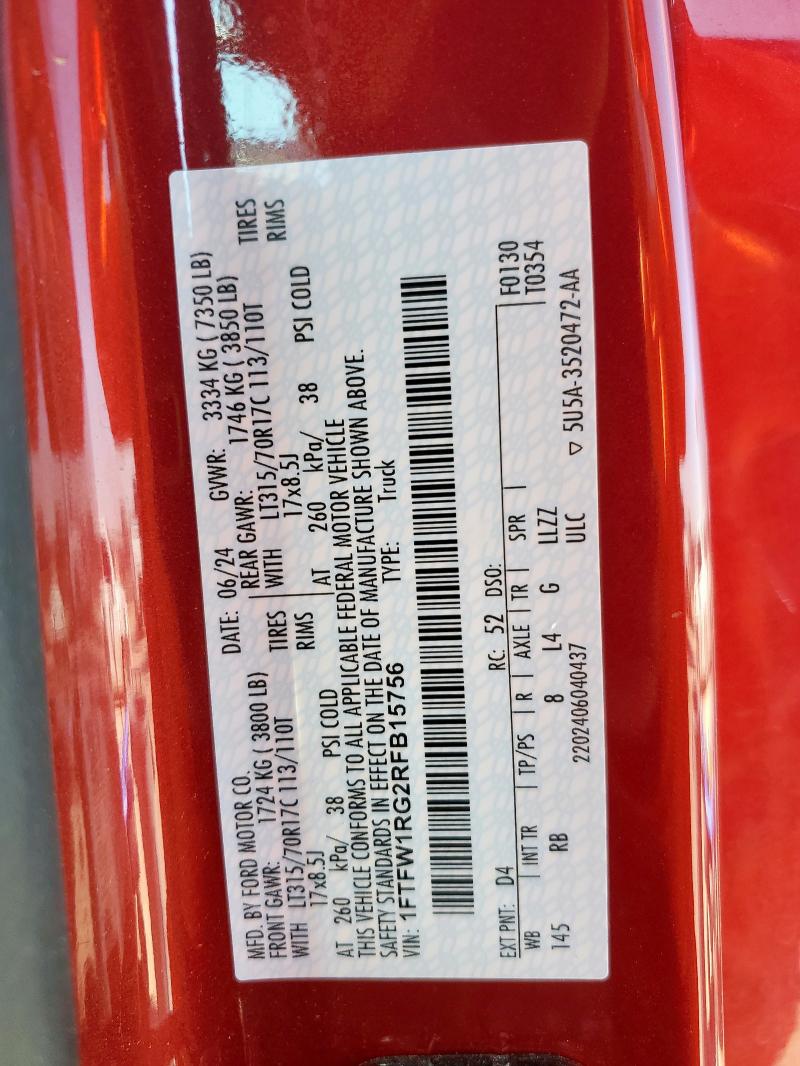 MFD. BY FORD MOTOR CO. DATE: 06/24 GVWR: 3334 KG ( 7350 LB)
FRONT GAWR: 1724 KG ( 3800 LB) REAR GAWR: 1746 KG ( 3850 LB)
WITH LT315/70R17C 113/110T TIRES WITH LT315/70R17C 113/110T TIRES
17x8.5J RIMS 17x8.5J RIMS
AT 260 kPa/ 38 PSI COLD AT 260 kPa/ 38 PSI COLD
THIS VEHICLE CONFORMS TO ALL APPLICABLE FEDERAL MOTOR VEHICLE
SAFETY STANDARDS IN EFFECT ON THE DATE OF MANUFACTURE SHOWN ABOVE.
VIN: 1FTFW1RG2RFB15756 TYPE: Truck
EXT PNT: D4 RC: 52 DSO:
WB INT TR TP/PS R AXLE TR SPR F0130
T0354
145 RB 8 L4 G LLZZ
2202406040437 ULC ▽ 5U5A-3520472-AA